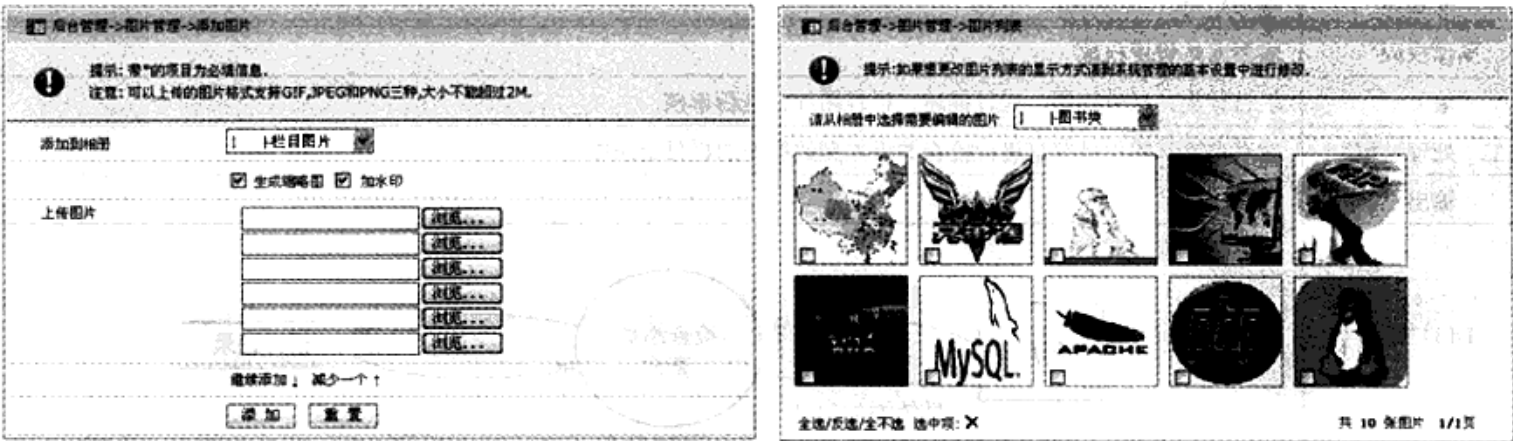 后台管理->图片管理->添加图片
提示: 带*的项目为必填信息.
注意: 可以上传的图片格式支持GIF,JPEG和PNG三种,大小不能超过2M.
添加到相册
|-栏目图片
生成缩略图 加水印
上传图片
浏览...
浏览...
浏览...
浏览...
浏览...
浏览...
继续添加↓ 减少一个↑
添 加 重 置
后台管理->图片管理->图片列表
提示:如果想更改图片列表的显示方式请到系统管理的基本设置中进行修改.
请从相册中选择需要编辑的图片 |-图书类
MySQL.
APACHE
全选/反选/全不选 选中项: X
共 10 张图片 1/1页